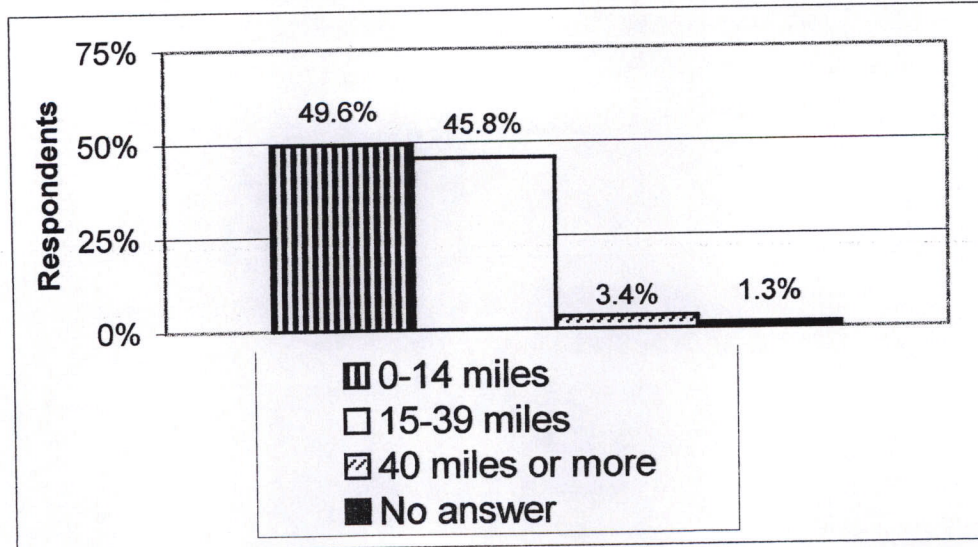 75%
49.6%
45.8%
50%
Respondents
25%
3.4%
1.3%
0%
0-14 miles
15-39 miles
40 miles or more
No answer